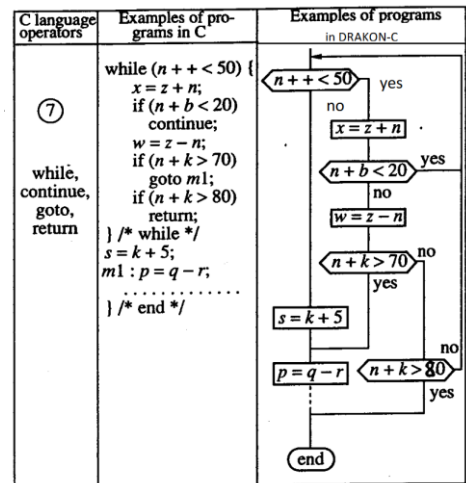 C language
operators
Examples of pro-
grams in C
Examples of programs
in DRAKON-C
7
while,
continue,
goto,
return
while (n + + < 50) {
x = z + n;
if (n + b < 20)
continue;
w = z – n;
if (n + k > 70)
goto m1;
if (n + k > 80)
return;
} /* while */
s = k + 5;
m1 : p = q – r;
. . . . . . . . . . . . .
} /* end */
n + + < 50
yes
no
x = z + n
n + b < 20
yes
no
w = z – n
n + k > 70
no
yes
s = k + 5
no
p = q – r
n + k > 80
yes
end